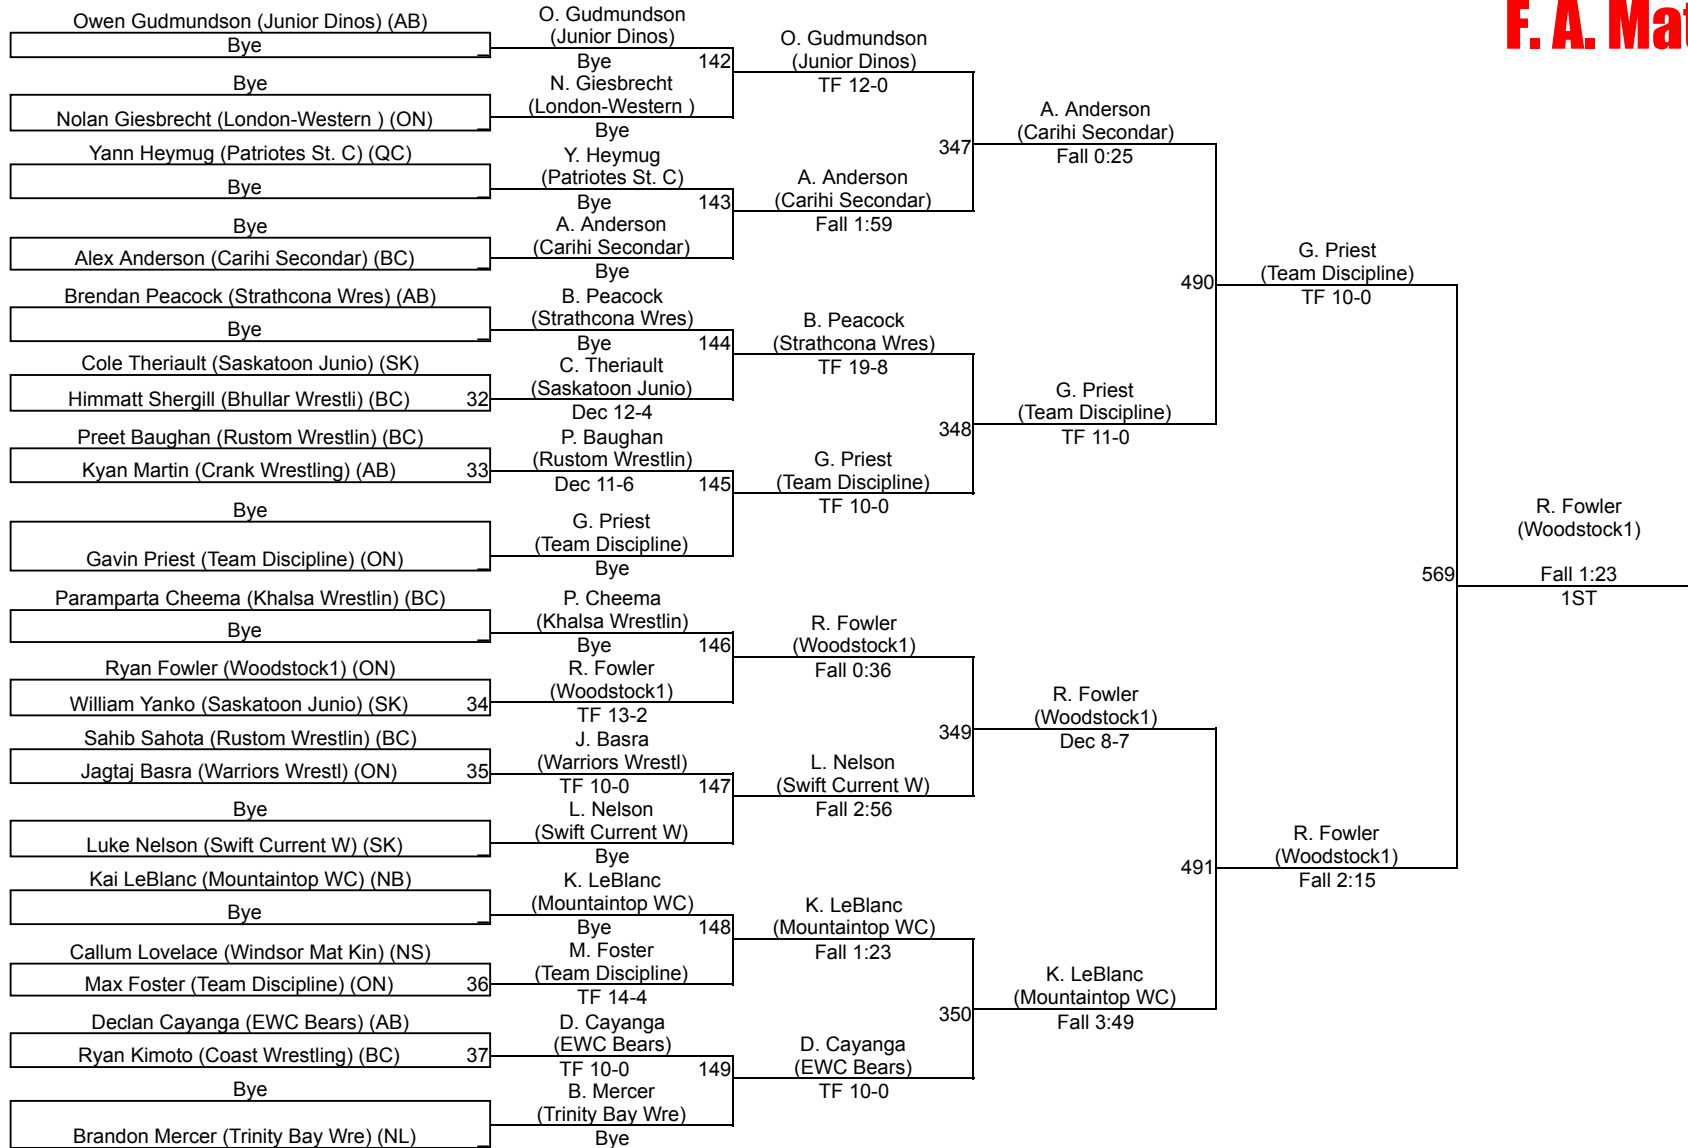 F. A. Mat
Owen Gudmundson (Junior Dinos) (AB)
Bye
_
Bye
Nolan Giesbrecht (London-Western ) (ON)
_
Yann Heymug (Patriotes St. C) (QC)
Bye
_
Bye
Alex Anderson (Carihi Secondar) (BC)
_
Brendan Peacock (Strathcona Wres) (AB)
Bye
_
Cole Theriault (Saskatoon Junio) (SK)
Himmatt Shergill (Bhullar Wrestli) (BC) 32
Preet Baughan (Rustom Wrestlin) (BC)
Kyan Martin (Crank Wrestling) (AB) 33
Bye
Gavin Priest (Team Discipline) (ON)
_
Paramparta Cheema (Khalsa Wrestlin) (BC)
Bye
_
Ryan Fowler (Woodstock1) (ON)
William Yanko (Saskatoon Junio) (SK) 34
Sahib Sahota (Rustom Wrestlin) (BC)
Jagtaj Basra (Warriors Wrestl) (ON) 35
Bye
Luke Nelson (Swift Current W) (SK)
_
Kai LeBlanc (Mountaintop WC) (NB)
Bye
_
Callum Lovelace (Windsor Mat Kin) (NS)
Max Foster (Team Discipline) (ON) 36
Declan Cayanga (EWC Bears) (AB)
Ryan Kimoto (Coast Wrestling) (BC) 37
Bye
Brandon Mercer (Trinity Bay Wre) (NL)
_
O. Gudmundson
(Junior Dinos)
Bye 142
N. Giesbrecht
(London-Western )
Bye
Y. Heymug
(Patriotes St. C)
Bye 143
A. Anderson
(Carihi Secondar)
Bye
B. Peacock
(Strathcona Wres)
Bye 144
C. Theriault
(Saskatoon Junio)
Dec 12-4
P. Baughan
(Rustom Wrestlin)
Dec 11-6 145
G. Priest
(Team Discipline)
Bye
P. Cheema
(Khalsa Wrestlin)
Bye 146
R. Fowler
(Woodstock1)
TF 13-2
J. Basra
(Warriors Wrestl)
TF 10-0 147
L. Nelson
(Swift Current W)
Bye
K. LeBlanc
(Mountaintop WC)
Bye 148
M. Foster
(Team Discipline)
TF 14-4
D. Cayanga
(EWC Bears)
TF 10-0 149
B. Mercer
(Trinity Bay Wre)
Bye
O. Gudmundson
(Junior Dinos)
TF 12-0
347
A. Anderson
(Carihi Secondar)
Fall 1:59
B. Peacock
(Strathcona Wres)
TF 19-8
348
G. Priest
(Team Discipline)
TF 10-0
R. Fowler
(Woodstock1)
Fall 0:36
349
L. Nelson
(Swift Current W)
Fall 2:56
K. LeBlanc
(Mountaintop WC)
Fall 1:23
350
D. Cayanga
(EWC Bears)
TF 10-0
A. Anderson
(Carihi Secondar)
Fall 0:25
490
G. Priest
(Team Discipline)
TF 11-0
R. Fowler
(Woodstock1)
Dec 8-7
491
K. LeBlanc
(Mountaintop WC)
Fall 3:49
G. Priest
(Team Discipline)
TF 10-0
569
R. Fowler
(Woodstock1)
Fall 2:15
R. Fowler
(Woodstock1)
Fall 1:23
1ST